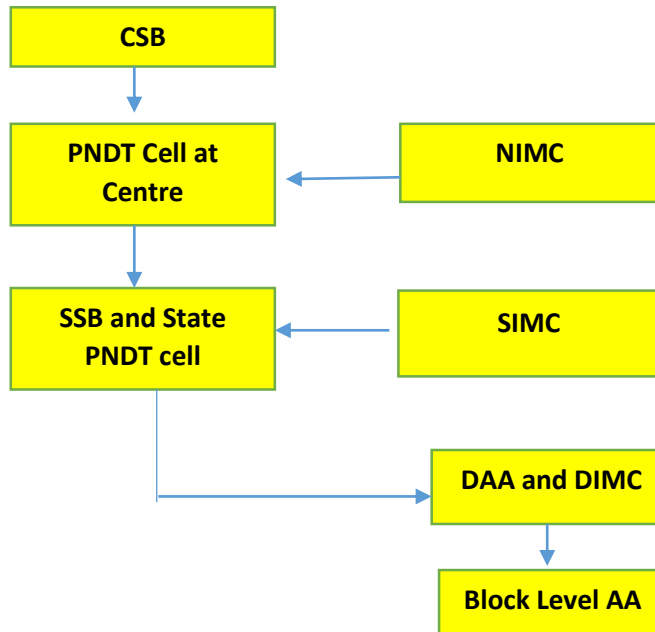 CSB
PNDT Cell at
Centre
NIMC
SSB and State
PNDT cell
SIMC
DAA and DIMC
Block Level AA